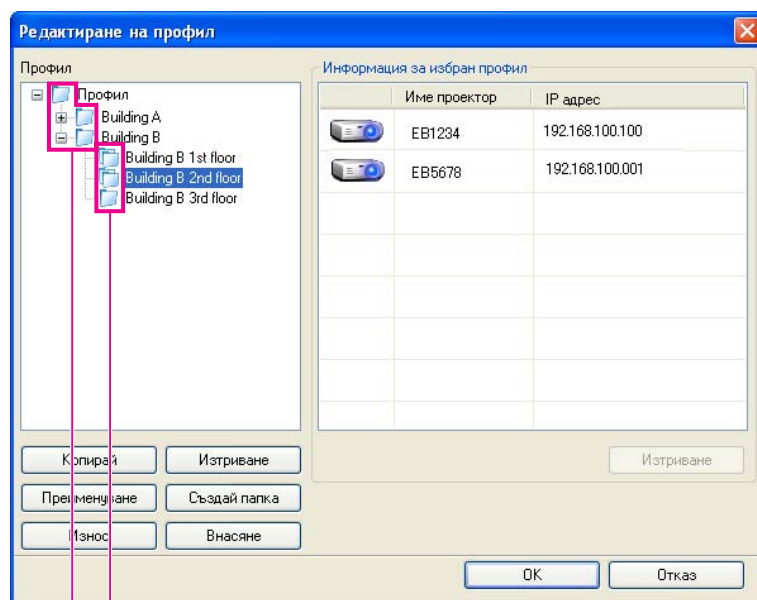 Редактиране на профил
Профил
Профил
Building A
Building B
Building B 1st floor
Building B 2nd floor
Building B 3rd floor
Информация за избран профил
Име проектор IP адрес
EB1234 192.168.100.100
EB5678 192.168.100.001
Копирай Изтриване
Преименуване Създай папка
Износ Внасяне
Изтриване
OK Отказ